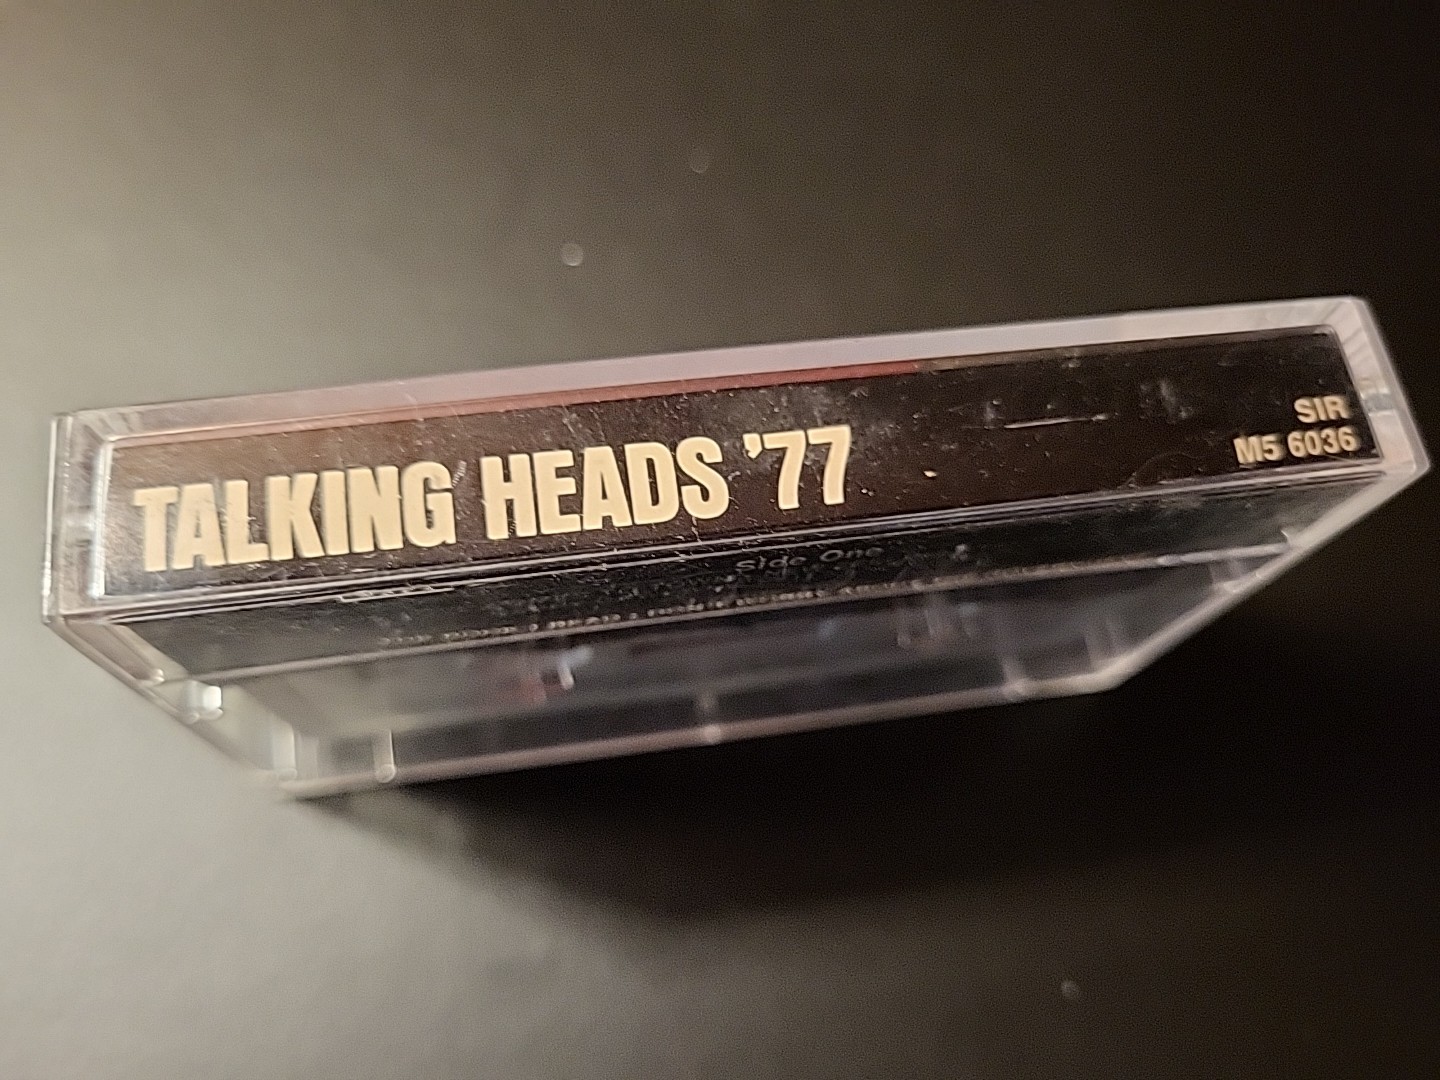 TALKING HEADS '77
SIR
M5 6036
Side One